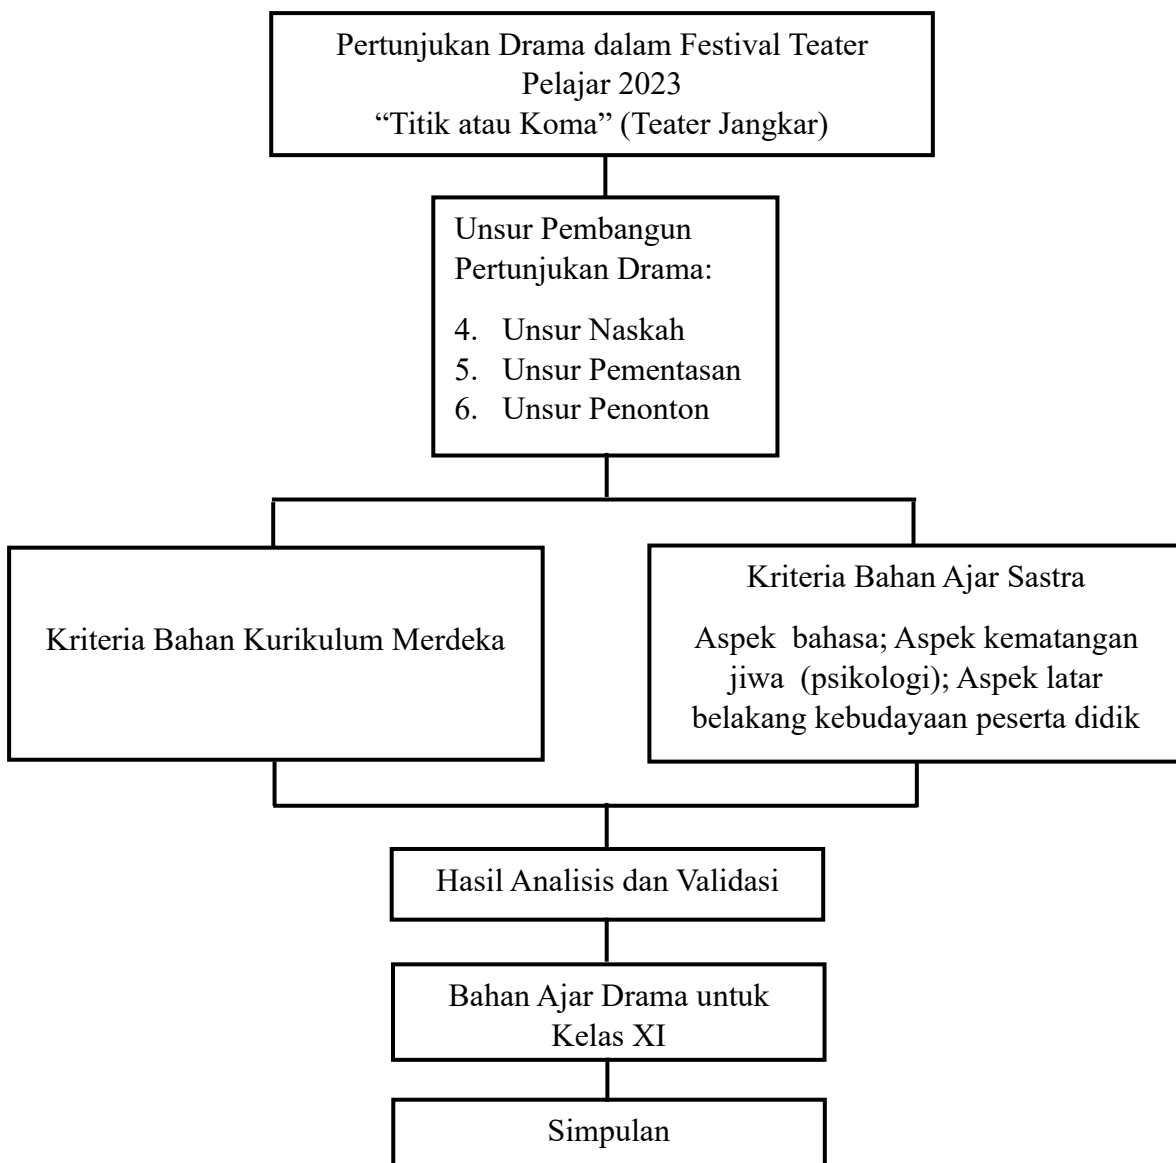 Pertunjukan Drama dalam Festival Teater
Pelajar 2023
“Titik atau Koma” (Teater Jangkar)
Unsur Pembangun
Pertunjukan Drama:
4. Unsur Naskah
5. Unsur Pementasan
6. Unsur Penonton
Kriteria Bahan Kurikulum Merdeka
Kriteria Bahan Ajar Sastra
Aspek bahasa; Aspek kematangan
jiwa (psikologi); Aspek latar
belakang kebudayaan peserta didik
Hasil Analisis dan Validasi
Bahan Ajar Drama untuk
Kelas XI
Simpulan